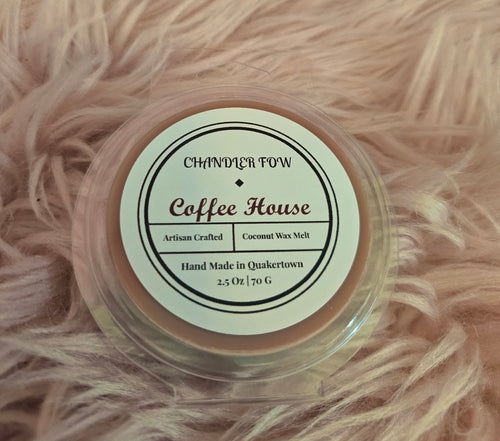 CHANDLER FOW
Coffee House
Artisan Crafted
Coconut Wax Melt
Hand Made in Quakertown
2.5 Oz | 70 G